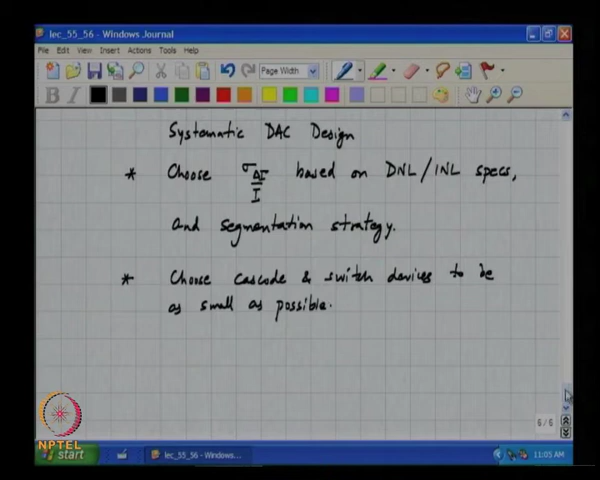 lec_55_56 - Windows Journal
File Edit View Insert Actions Tools Help
Page Width
B I
Systematic DAC Design
* Choose σ ΔI/I based on DNL/INL specs,
and segmentation strategy.
* Choose cascode & switch devices to be
as small as possible.
6/6
NPTEL
start lec_55_56 - Windows... 11:05 AM